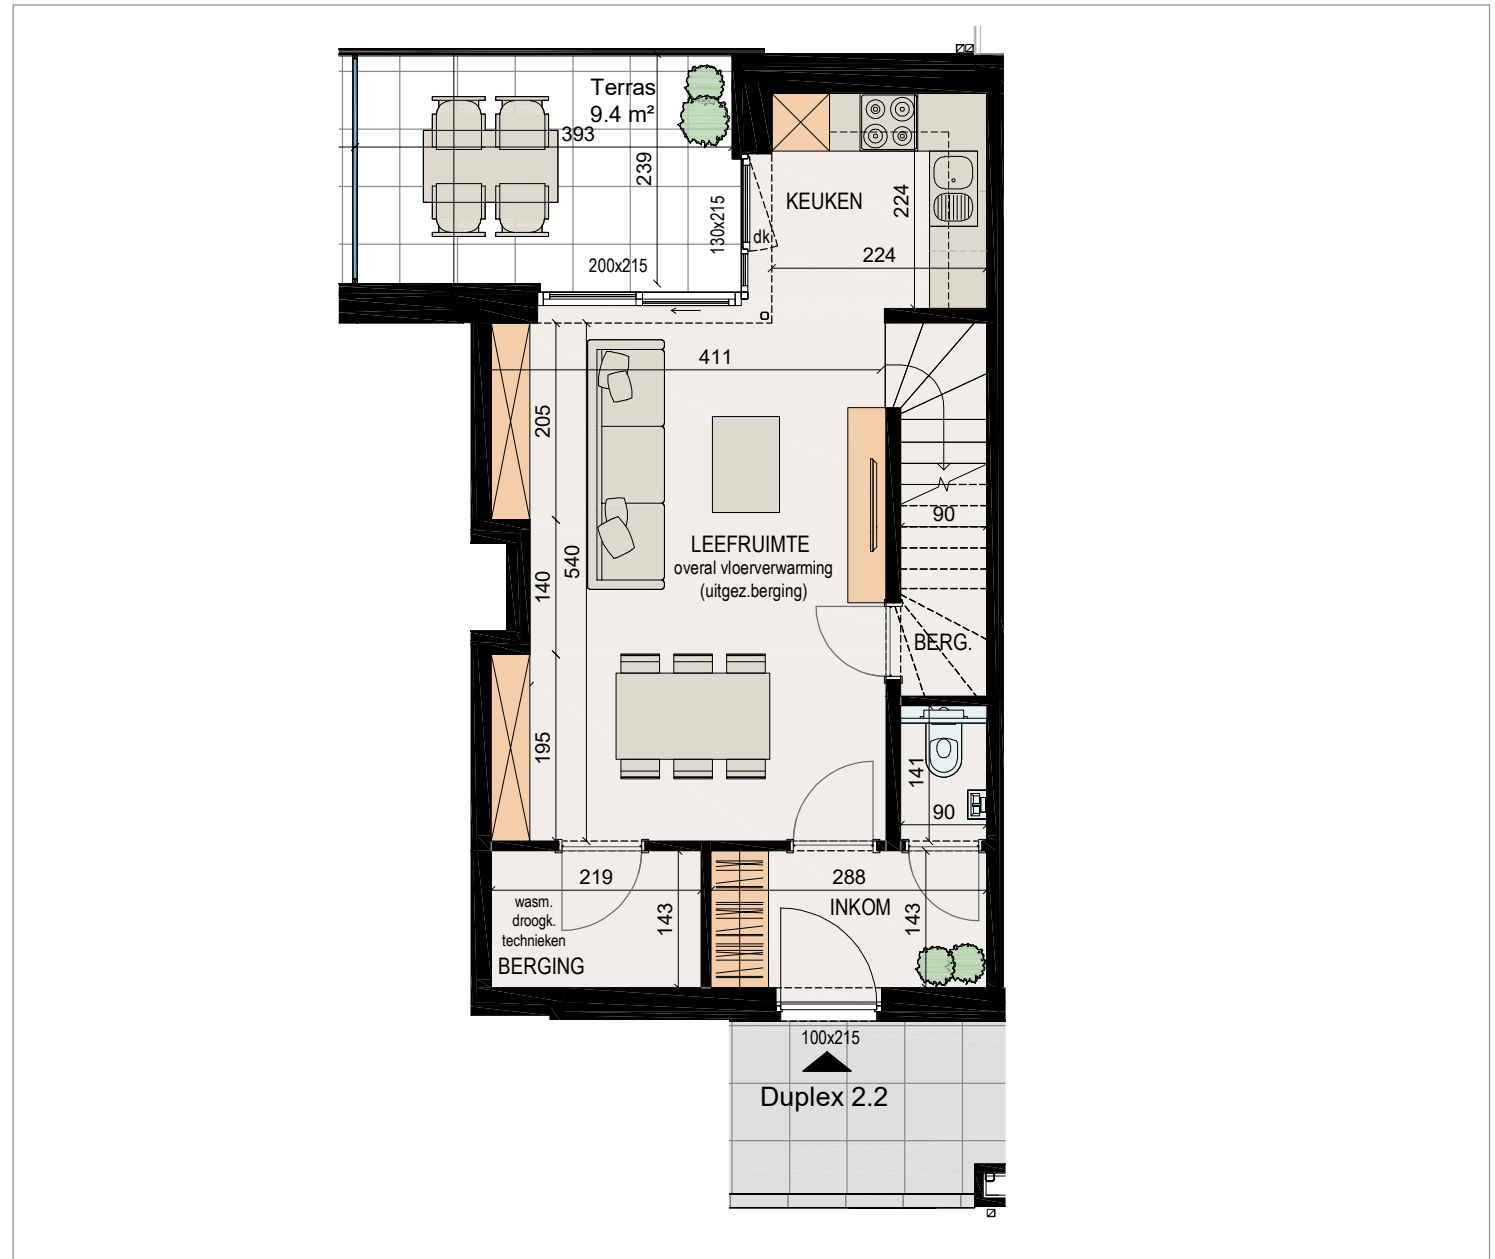 Terras
9.4 m²
393
239
130x215
200x215
dk
KEUKEN
224
224
411
205
540
140
195
LEEFRUIMTE
overal vloerverwarming
(uitgez.berging)
90
BERG.
141
90
219
wasm.
droogk.
technieken
BERGING
143
288
INKOM
143
100x215
Duplex 2.2